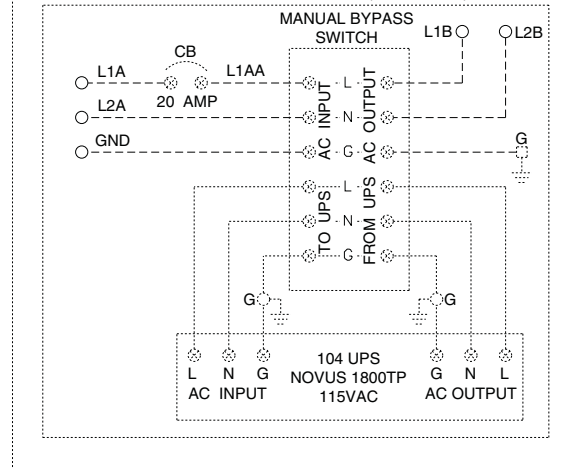 MANUAL BYPASS
SWITCH
L1B
L2B
CB
L1A
L1AA
20 AMP
L2A
GND
AC INPUT
AC OUTPUT
L
N
G
G
TO UPS
FROM UPS
L
N
G
G
G
L N G
AC INPUT
104 UPS
NOVUS 1800TP
115VAC
G N L
AC OUTPUT